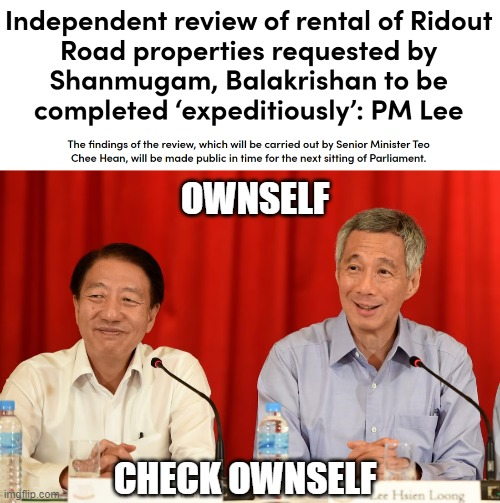 Independent review of rental of Ridout
Road properties requested by
Shanmugam, Balakrishan to be
completed ‘expeditiously’: PM Lee
The findings of the review, which will be carried out by Senior Minister Teo
Chee Hean, will be made public in time for the next sitting of Parliament.
OWNSELF
CHECK OWNSELF
Lee Hsien Loong
imgflip.com